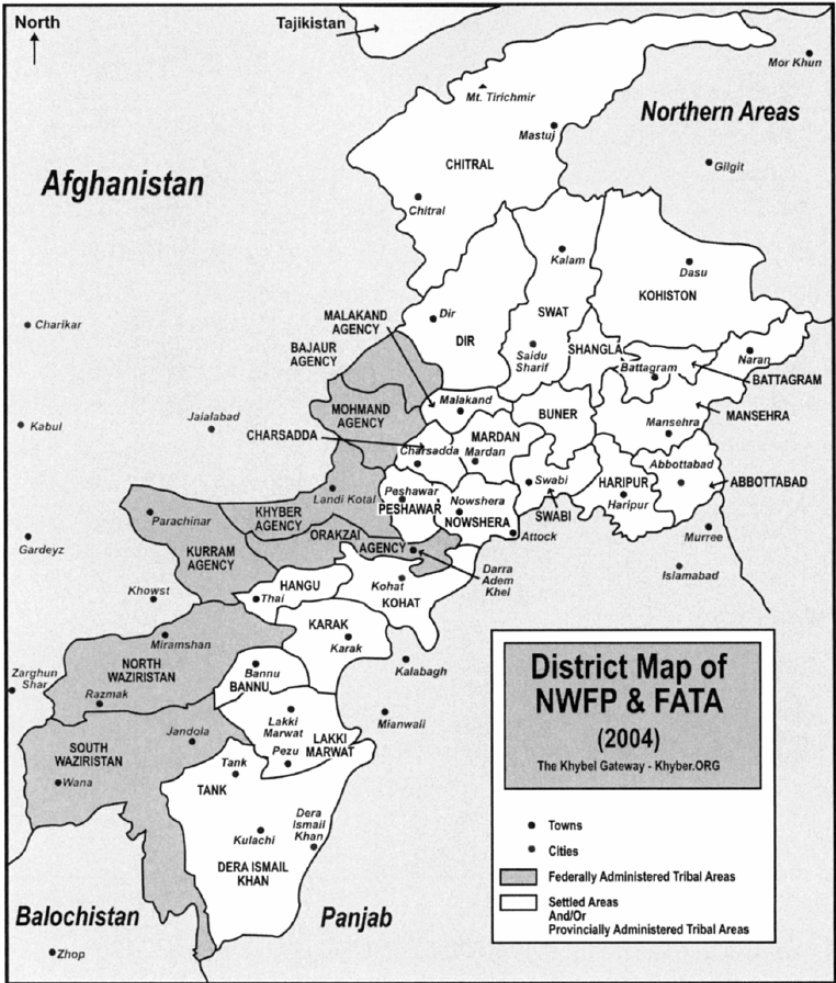 North
Tajikistan
Mor Khun
Mt. Tirichmir
Northern Areas
Mastuj
CHITRAL
Gilgit
Afghanistan
Chitral
Kalam
Dasu
KOHISTON
Charikar
MALAKAND
AGENCY
Dir
SWAT
DIR
BAJAUR
AGENCY
SHANGLA
Saidu
Sharif
Naran
Battagram
BATTAGRAM
MOHMAND
AGENCY
Malakand
BUNER
MANSEHRA
Kabul
Jaialabad
CHARSADDA
MARDAN
Mardan
Mansehra
Charsadda
Abbottabad
Landi Kotal
Peshawar
PESHAWAR
Nowshera
NOWSHERA
Swabi
SWABI
HARIPUR
Haripur
ABBOTTABAD
Parachinar
KHYBER
AGENCY
ORAKZAI
AGENCY
Attock
Murree
Gardeyz
KURRAM
AGENCY
Darra
Adem
Khel
Islamabad
HANGU
Thai
Kohat
KOHAT
Khowst
KARAK
Karak
Miramshan
NORTH
WAZIRISTAN
Kalabagh
Zarghun
Shar
Razmak
Bannu
BANNU
Lakki
Marwat
Mianwali
Jandola
LAKKI
MARWAT
SOUTH
WAZIRISTAN
Pezu
Tank
TANK
Wana
Dera
Ismail
Khan
Kulachi
DERA ISMAIL
KHAN
Balochistan
Panjab
Zhop
District Map of
NWFP & FATA
(2004)
The Khybel Gateway - Khyber.ORG
Towns
Cities
Federally Administered Tribal Areas
Settled Areas
And/Or
Provincially Administered Tribal Areas